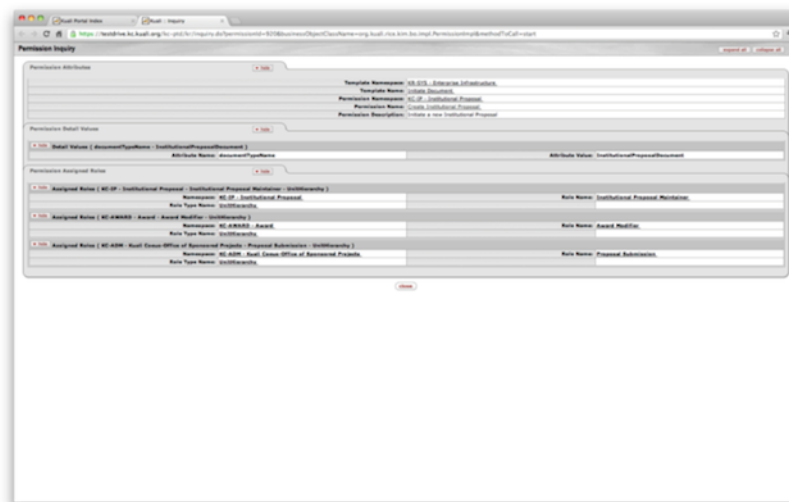 Kuali Portal Index
Kuali :: Inquiry
Permission Inquiry
expand all collapse all
Permission Attributes
hide
Template Namespace: KR-SYS - Enterprise Infrastructure
Template Name: Initiate Document
Permission Namespace: KC-IP - Institutional Proposal
Permission Name: Create Institutional Proposal
Permission Description: Initiate a new Institutional Proposal
Permission Detail Values
hide
hide Detail Values ( documentTypeName - InstitutionalProposalDocument )
Attribute Name: documentTypeName Attribute Value: InstitutionalProposalDocument
Permission Assigned Roles
hide
hide Assigned Roles ( KC-IP - Institutional Proposal - Institutional Proposal Maintainer - UnitHierarchy )
Namespace: KC-IP - Institutional Proposal Role Name: Institutional Proposal Maintainer
Role Type Name: UnitHierarchy
hide Assigned Roles ( KC-AWARD - Award - Award Modifier - UnitHierarchy )
Namespace: KC-AWARD - Award Role Name: Award Modifier
Role Type Name: UnitHierarchy
hide Assigned Roles ( KC-ADM - Kuali Coeus-Office of Sponsored Projects - Proposal Submission - UnitHierarchy )
Namespace: KC-ADM - Kuali Coeus-Office of Sponsored Projects Role Name: Proposal Submission
Role Type Name: UnitHierarchy
close